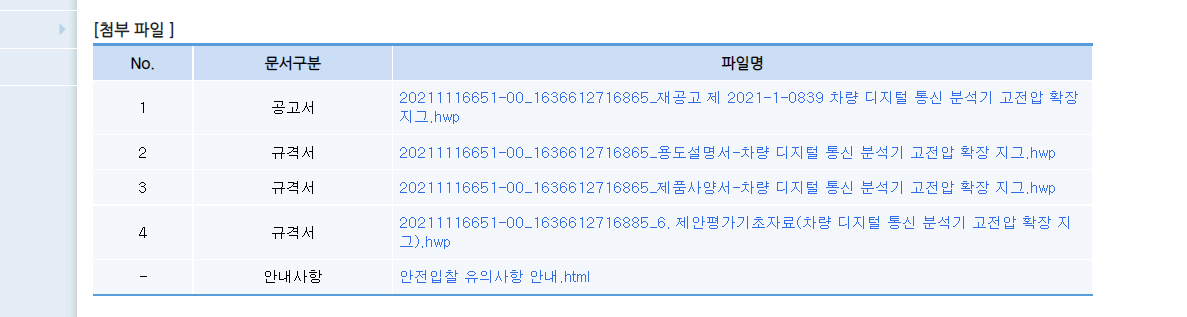 [첨부 파일 ]
No. 문서구분 파일명
1 공고서 20211116651-00_1636612716865_재공고 제 2021-1-0839 차량 디지털 통신 분석기 고전압 확장
지그.hwp
2 규격서 20211116651-00_1636612716865_용도설명서-차량 디지털 통신 분석기 고전압 확장 지그.hwp
3 규격서 20211116651-00_1636612716865_제품사양서-차량 디지털 통신 분석기 고전압 확장 지그.hwp
4 규격서 20211116651-00_1636612716885_6. 제안평가기초자료(차량 디지털 통신 분석기 고전압 확장 지
그).hwp
- 안내사항 안전입찰 유의사항 안내.html